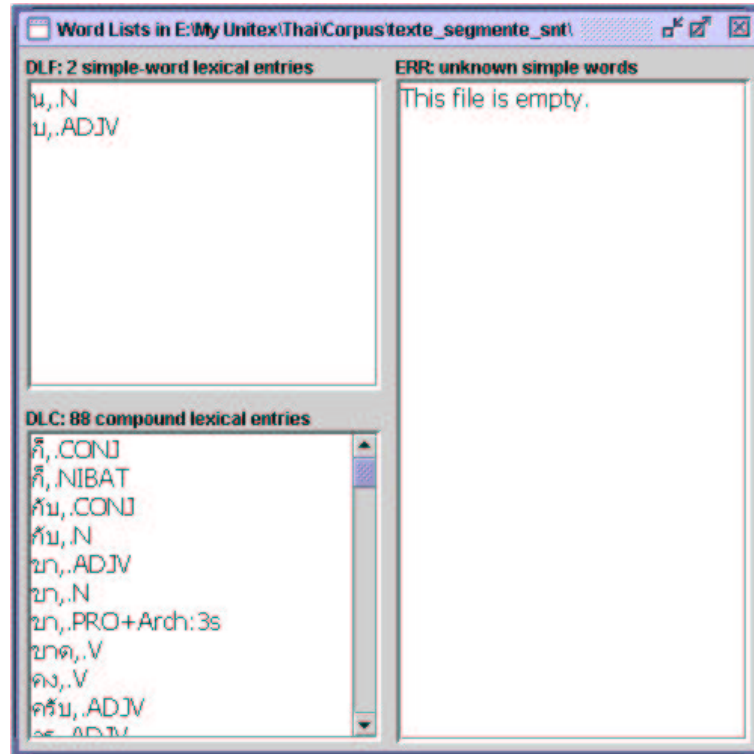 Word Lists in E:\My Unitex\Thai\Corpus\texte_segmente_snt\
DLF: 2 simple-word lexical entries
น,.N
บ,.ADJV
DLC: 88 compound lexical entries
ก็,.CONJ
ก็,.NIBAT
กับ,.CONJ
กับ,.N
ขา,.ADJV
ขา,.N
ขา,.PRO+Arch:3s
ขาด,.V
คง,.V
ครับ,.ADJV
ERR: unknown simple words
This file is empty.